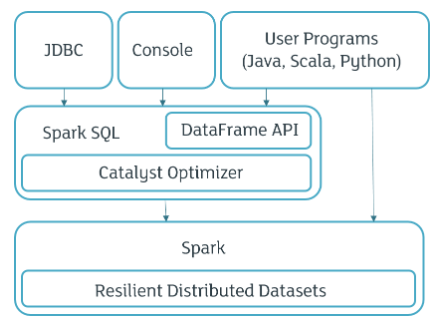 JDBC
Console
User Programs
(Java, Scala, Python)
Spark SQL
DataFrame API
Catalyst Optimizer
Spark
Resilient Distributed Datasets